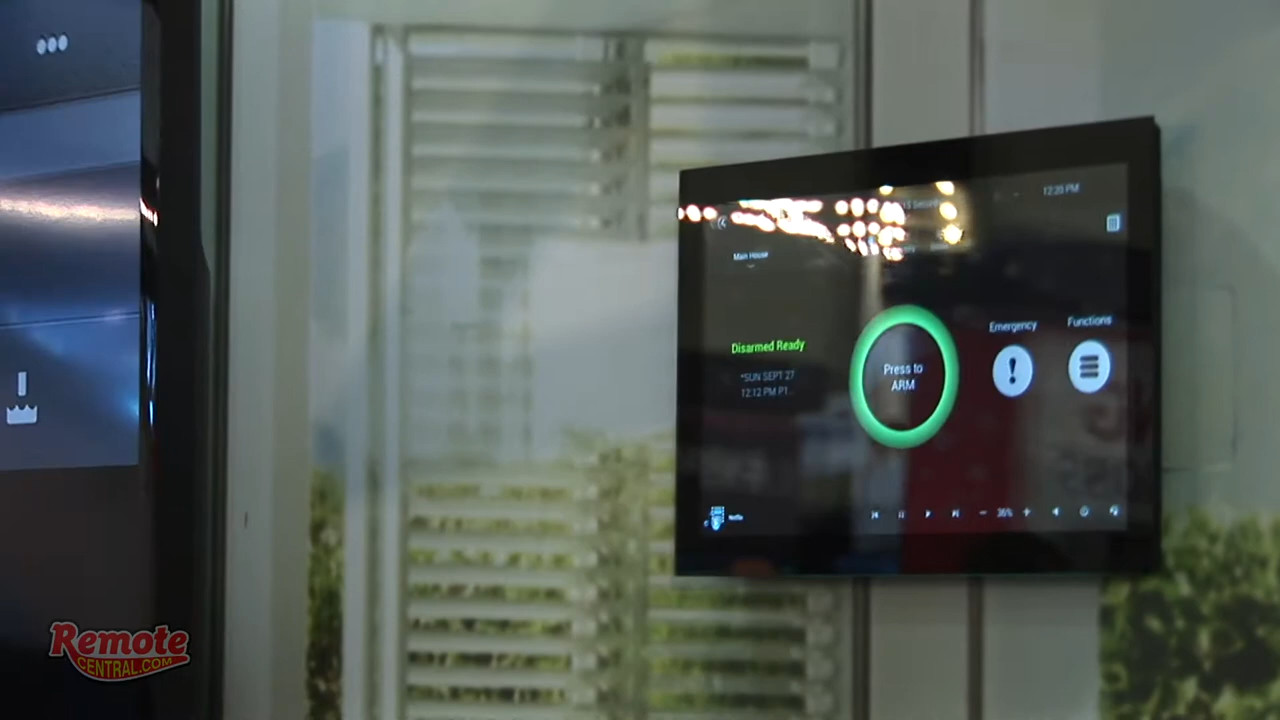 12:20 PM
Main House
Disarmed Ready
*SUN SEPT 27
12:12 PM P1..
Press to
ARM
Emergency
Functions
36%
Remote
CENTRAL.COM